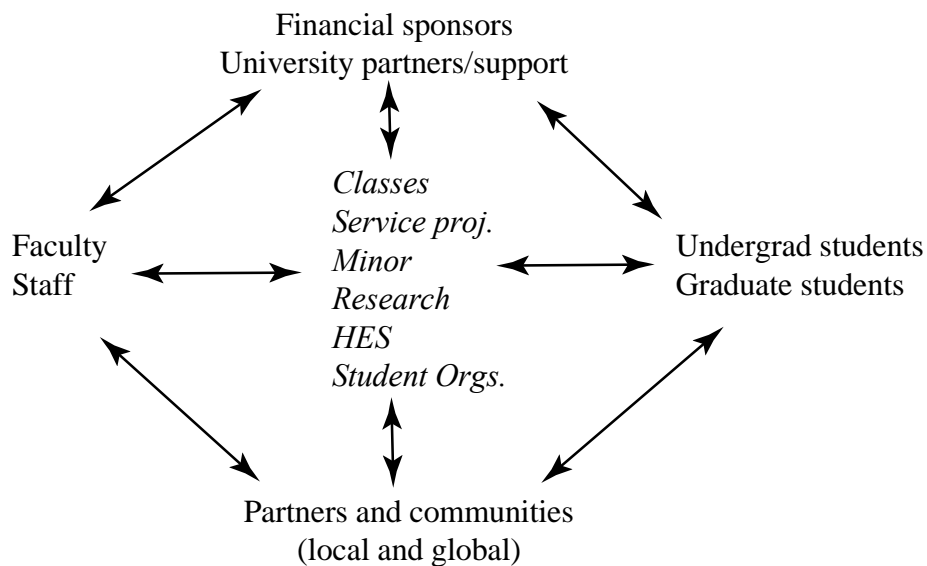 Financial sponsors
University partners/support
Classes
Service proj.
Minor
Research
HES
Student Orgs.
Faculty
Staff
Undergrad students
Graduate students
Partners and communities
(local and global)